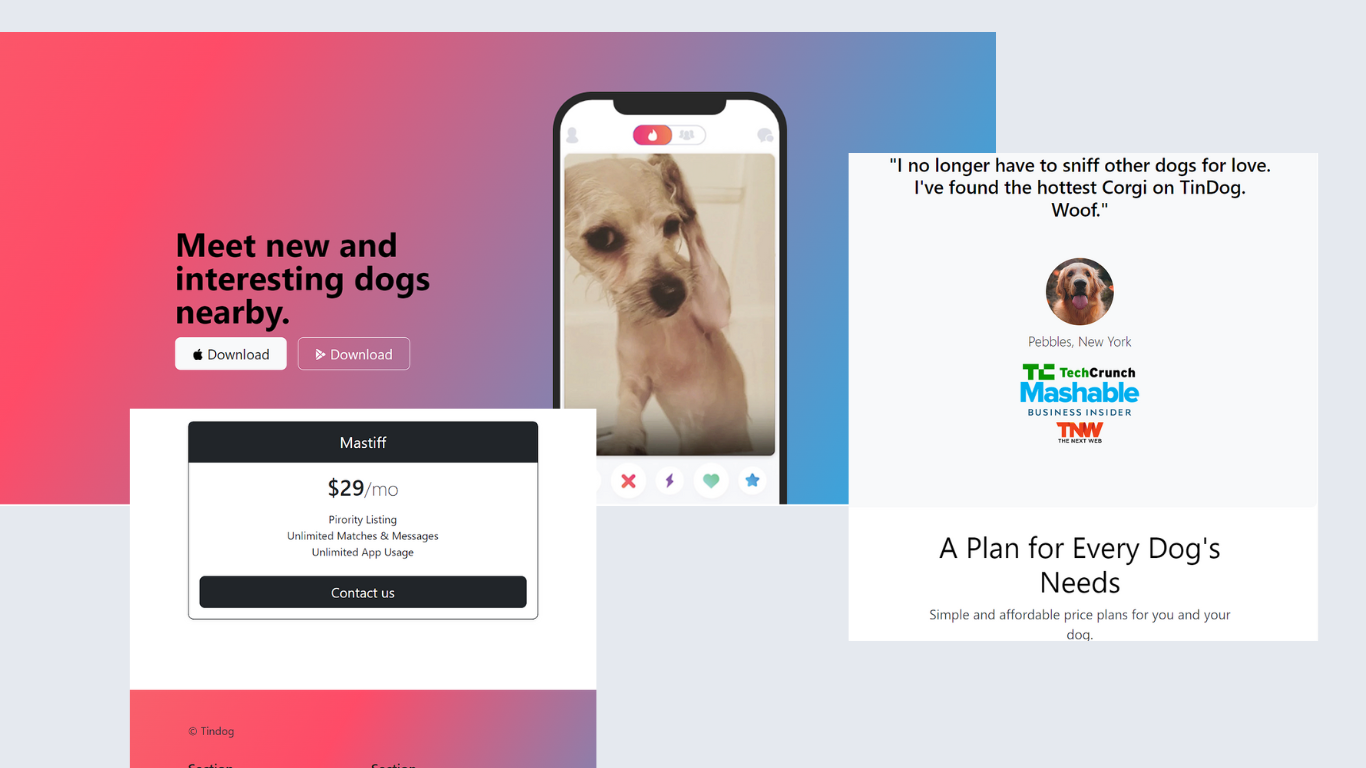 Meet new and
interesting dogs
nearby.
Download
Download
"I no longer have to sniff other dogs for love.
I've found the hottest Corgi on TinDog.
Woof."
Pebbles, New York
TC TechCrunch
Mashable
BUSINESS INSIDER
TNW
THE NEXT WEB
A Plan for Every Dog's
Needs
Simple and affordable price plans for you and your
dog.
Mastiff
$29/mo
Pirority Listing
Unlimited Matches & Messages
Unlimited App Usage
Contact us
© Tindog
Section
Section